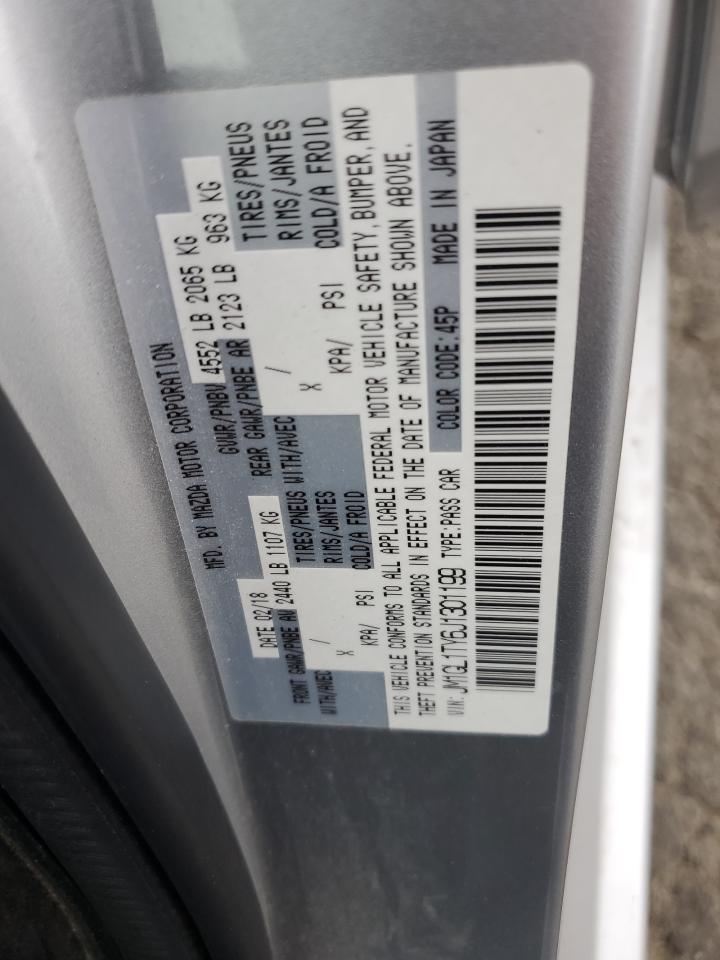 MFD. BY MAZDA MOTOR CORPORATION
DATE 02/18 GVWR/PNBV 4552 LB 2065 KG
FRONT GAWR/PNBE AV 2440 LB 1107 KG REAR GAWR/PNBE AR 2123 LB 963 KG
WITH/AVEC / TIRES/PNEUS WITH/AVEC / TIRES/PNEUS
X RIMS/JANTES X RIMS/JANTES
KPA/ PSI COLD/A FROID KPA/ PSI COLD/A FROID
THIS VEHICLE CONFORMS TO ALL APPLICABLE FEDERAL MOTOR VEHICLE SAFETY, BUMPER, AND
THEFT PREVENTION STANDARDS IN EFFECT ON THE DATE OF MANUFACTURE SHOWN ABOVE.
VIN: JM1GL1TY6J1301199 TYPE:PASS CAR COLOR CODE:45P MADE IN JAPAN